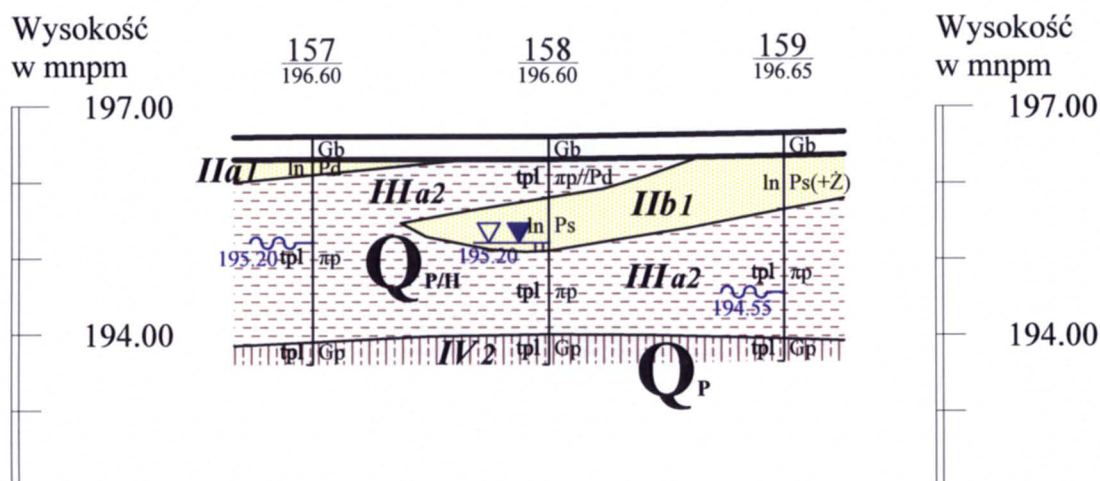 Wysokość
w mnpm
157
196.60
158
196.60
159
196.65
Wysokość
w mnpm
197.00
197.00
Gb
Gb
Gb
IIa1
ln Pd
IIIa2
tpl πp//Pd
ln Ps(+Ż)
IIb1
ln Ps
195.20
tpl πp
Q P/H
195.20
tpl πp
IIIa2
tpl πp
194.55
194.00
194.00
tpl Gp
IV2
tpl Gp
tpl Gp
Q P